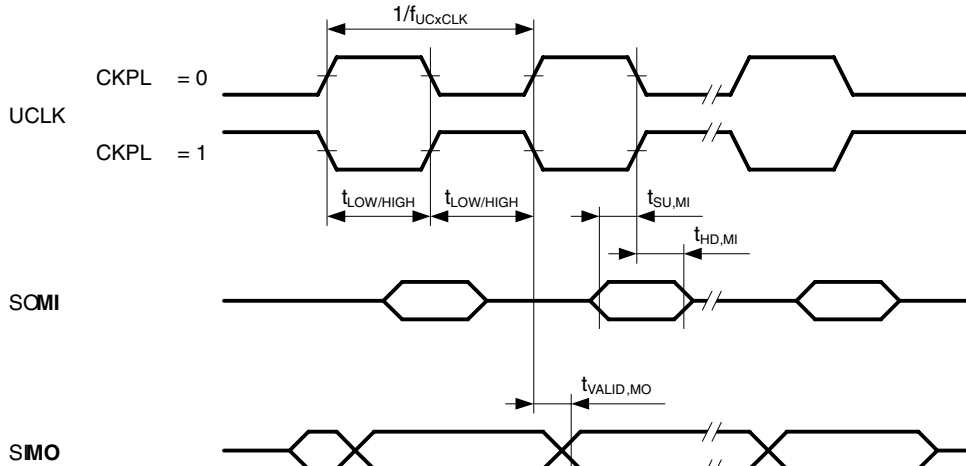 1/fUCxCLK
CKPL = 0
UCLK
CKPL = 1
tLOW/HIGH tLOW/HIGH tSU,MI
tHD,MI
SOMI
tVALID,MO
SIMO